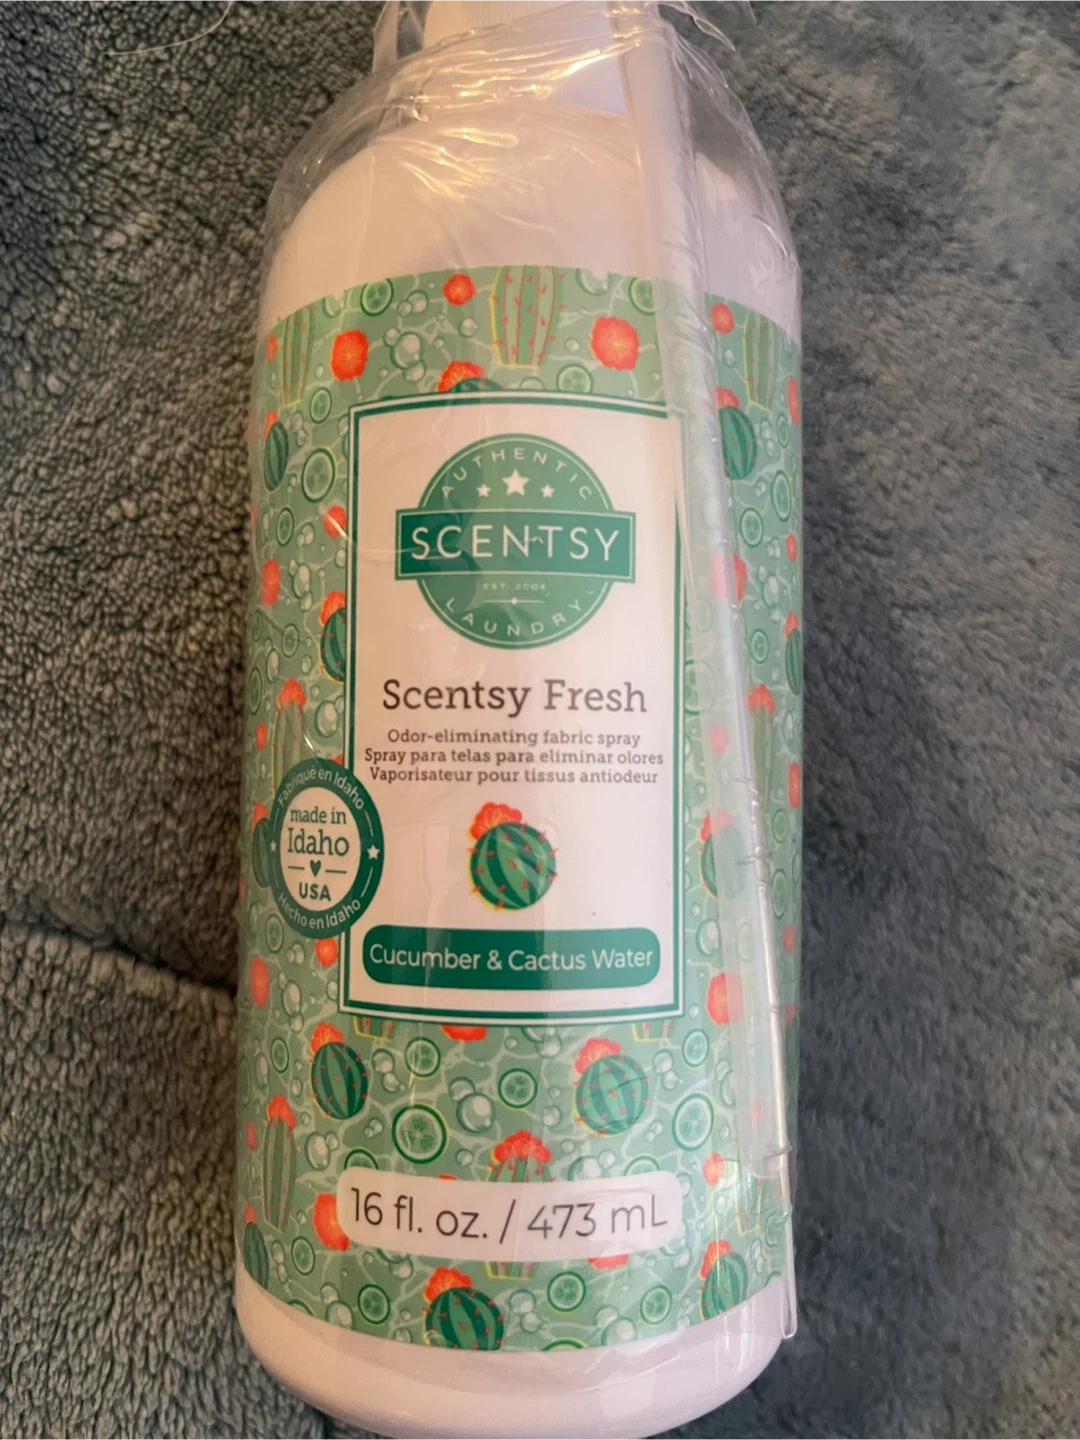 AUTHENTIC
SCENTSY
EST. 2004
LAUNDRY
Scentsy Fresh
Odor-eliminating fabric spray
Spray para telas para eliminar olores
Vaporisateur pour tissus antiodeur
Fabriqué en Idaho
made in
Idaho
USA
Hecho en Idaho
Cucumber & Cactus Water
16 fl. oz. / 473 mL